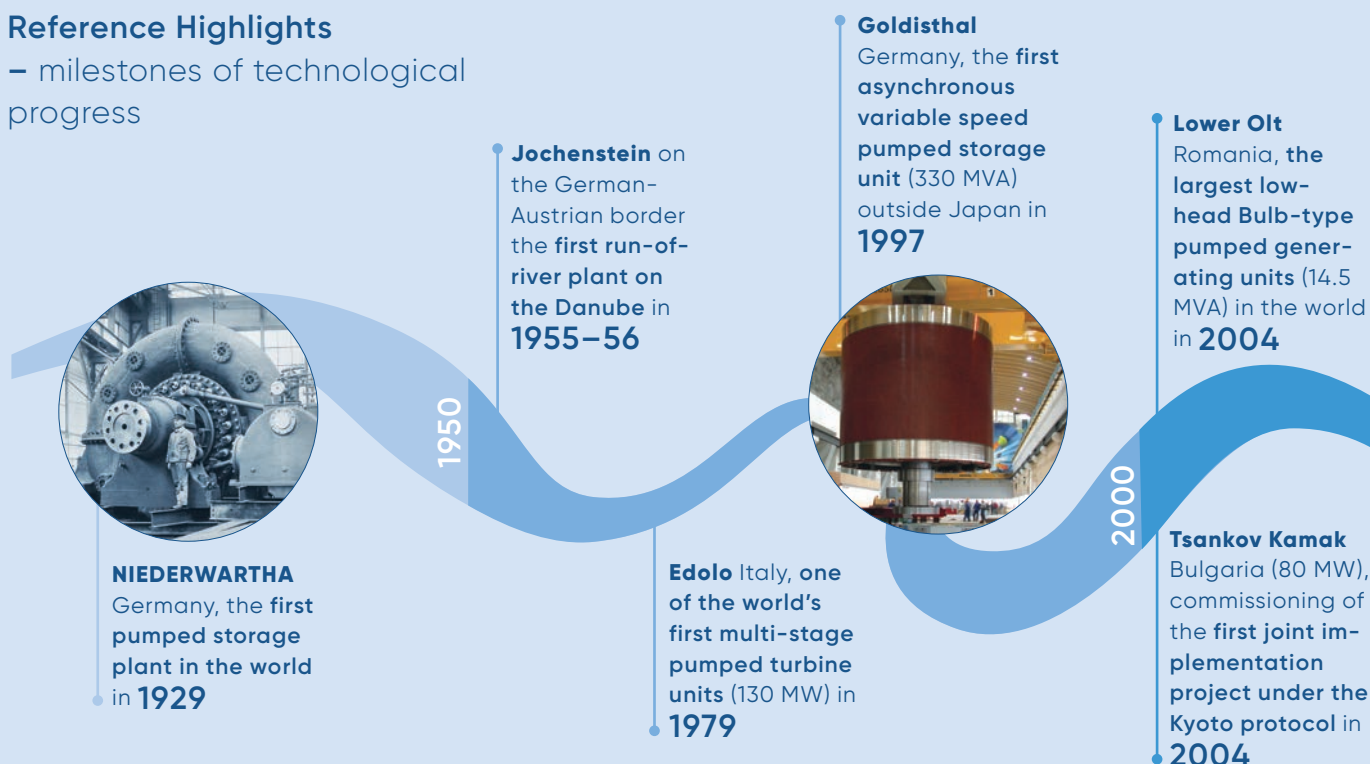 Reference Highlights
– milestones of technological
progress
NIEDERWARTHA
Germany, the first
pumped storage
plant in the world
in 1929
1950
Jochenstein on
the German-
Austrian border
the first run-of-
river plant on
the Danube in
1955–56
Edolo Italy, one
of the world's
first multi-stage
pumped turbine
units (130 MW) in
1979
Goldisthal
Germany, the first
asynchronous
variable speed
pumped storage
unit (330 MVA)
outside Japan in
1997
2000
Lower Olt
Romania, the
largest low-
head Bulb-type
pumped gener-
ating units (14.5
MVA) in the world
in 2004
Tsankov Kamak
Bulgaria (80 MW),
commissioning of
the first joint im-
plementation
project under the
Kyoto protocol in
2004